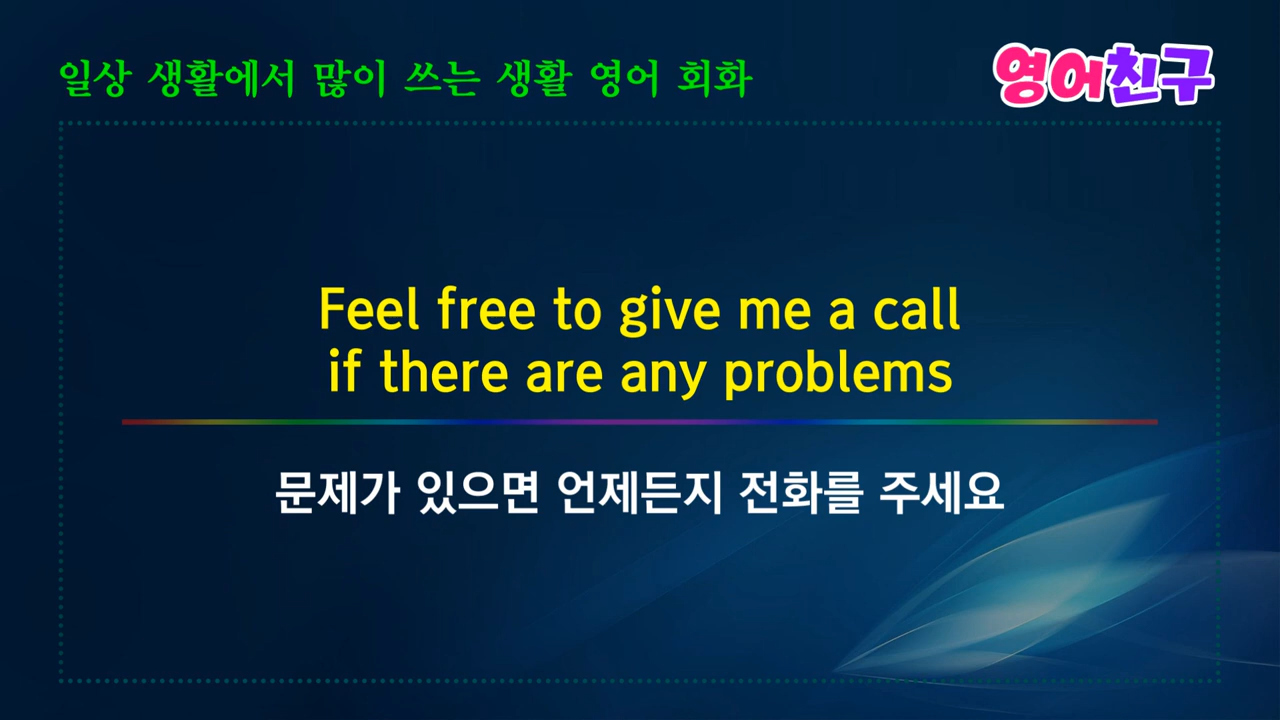 일상 생활에서 많이 쓰는 생활 영어 회화
영어친구
Feel free to give me a call
if there are any problems
문제가 있으면 언제든지 전화를 주세요